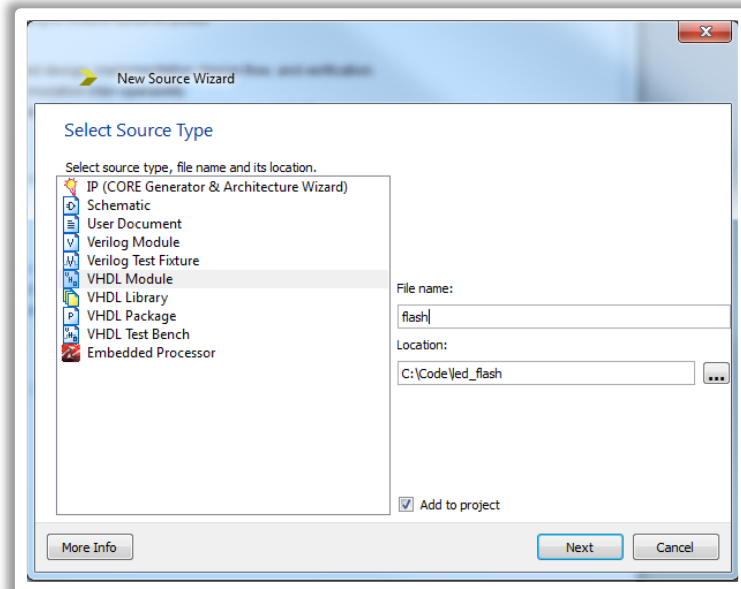 New Source Wizard
Select Source Type
Select source type, file name and its location.
IP (CORE Generator & Architecture Wizard)
Schematic
User Document
Verilog Module
Verilog Test Fixture
VHDL Module
VHDL Library
VHDL Package
VHDL Test Bench
Embedded Processor
File name:
flash
Location:
C:\Code\led_flash
...
Add to project
More Info
Next
Cancel